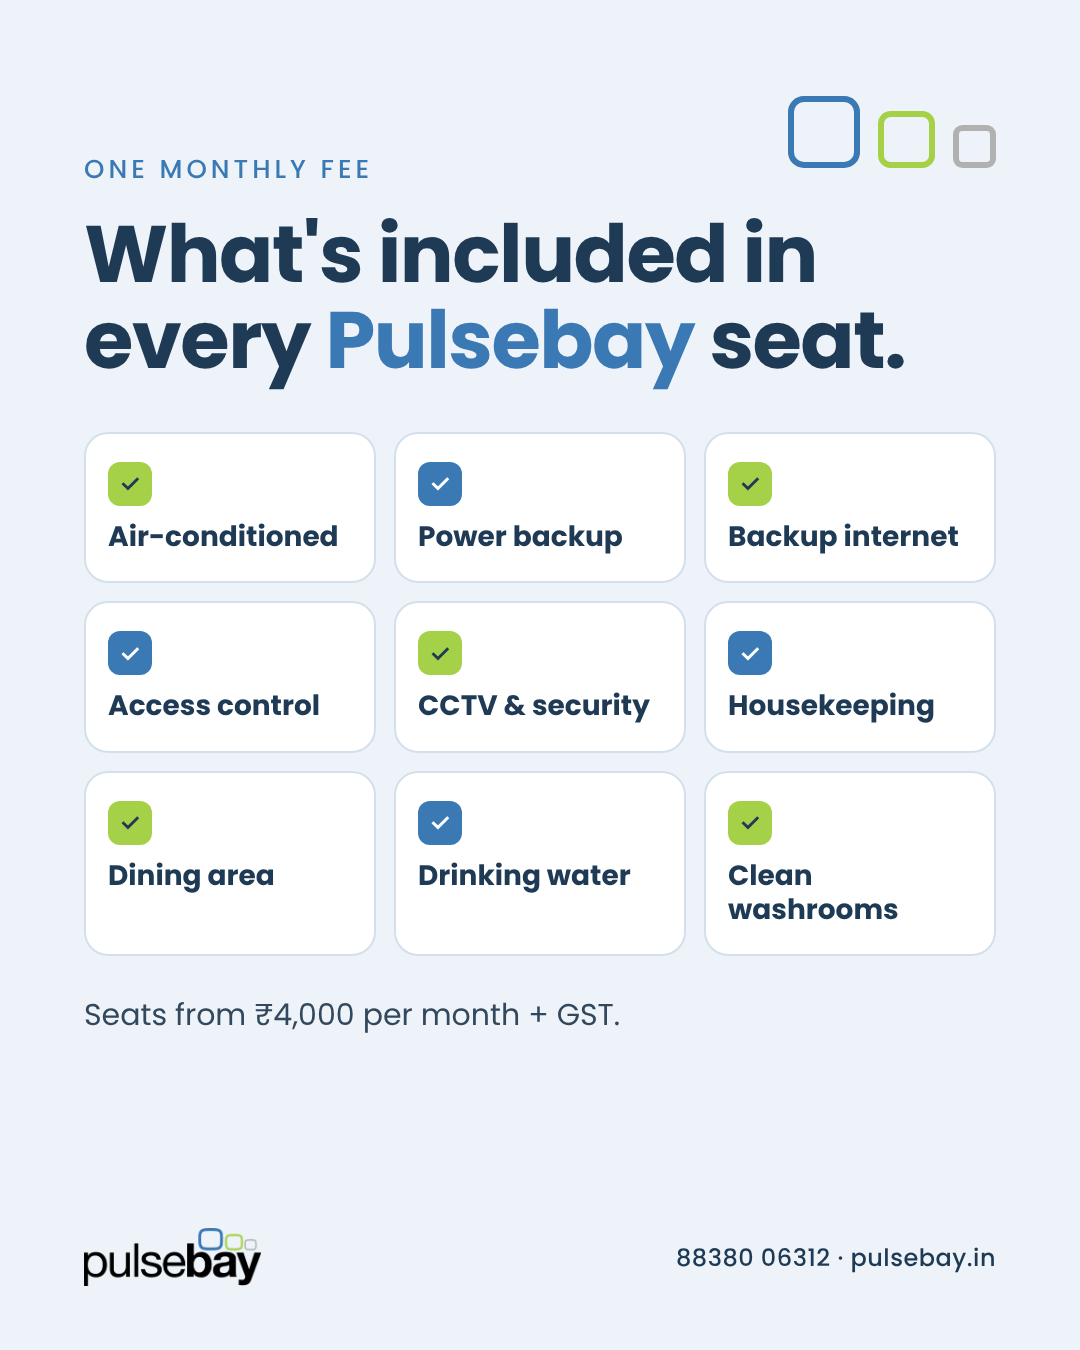 ONE MONTHLY FEE
What's included in
every Pulsebay seat.
Air-conditioned
Power backup
Backup internet
Access control
CCTV & security
Housekeeping
Dining area
Drinking water
Clean
washrooms
Seats from ₹4,000 per month + GST.
pulsebay
88380 06312 · pulsebay.in